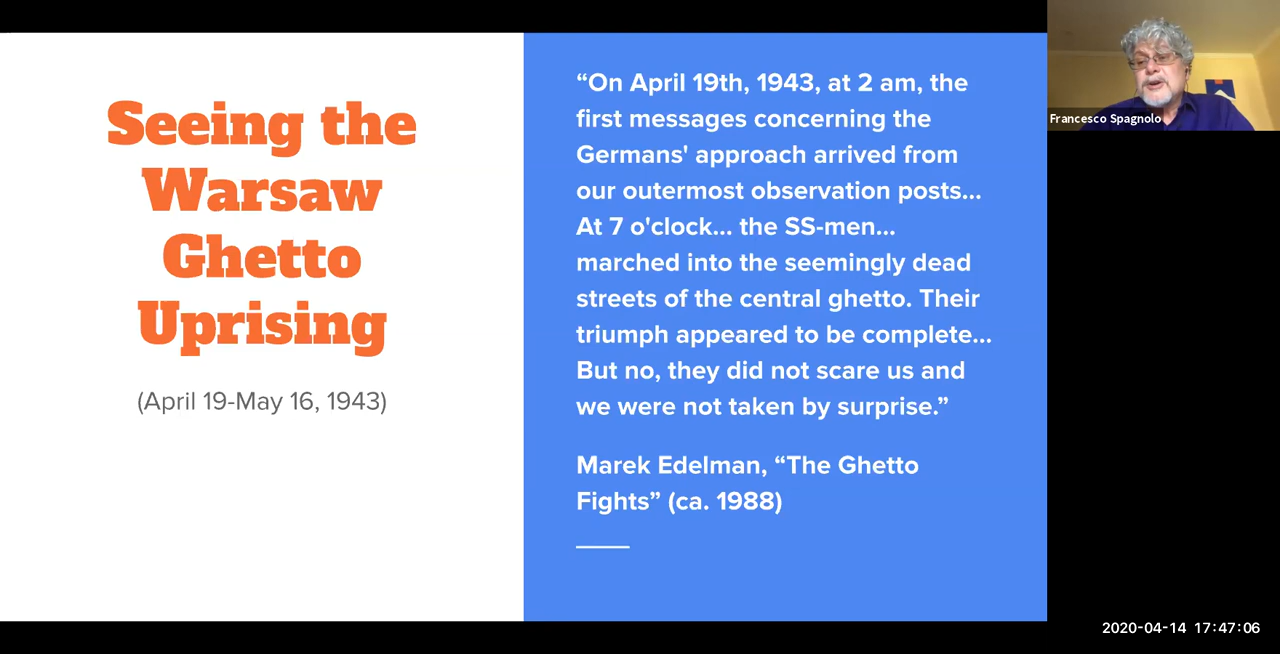 Seeing the
Warsaw
Ghetto
Uprising
(April 19-May 16, 1943)
“On April 19th, 1943, at 2 am, the
first messages concerning the
Germans' approach arrived from
our outermost observation posts...
At 7 o'clock... the SS-men...
marched into the seemingly dead
streets of the central ghetto. Their
triumph appeared to be complete...
But no, they did not scare us and
we were not taken by surprise.”
Marek Edelman, “The Ghetto
Fights” (ca. 1988)
Francesco Spagnolo
2020-04-14 17:47:06